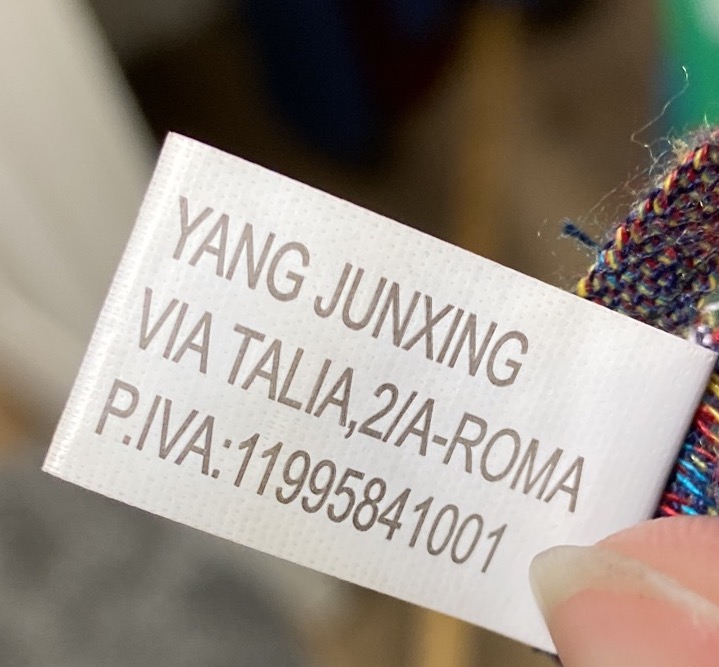 YANG JUNXING
VIA TALIA,2/A-ROMA
P.IVA:11995841001